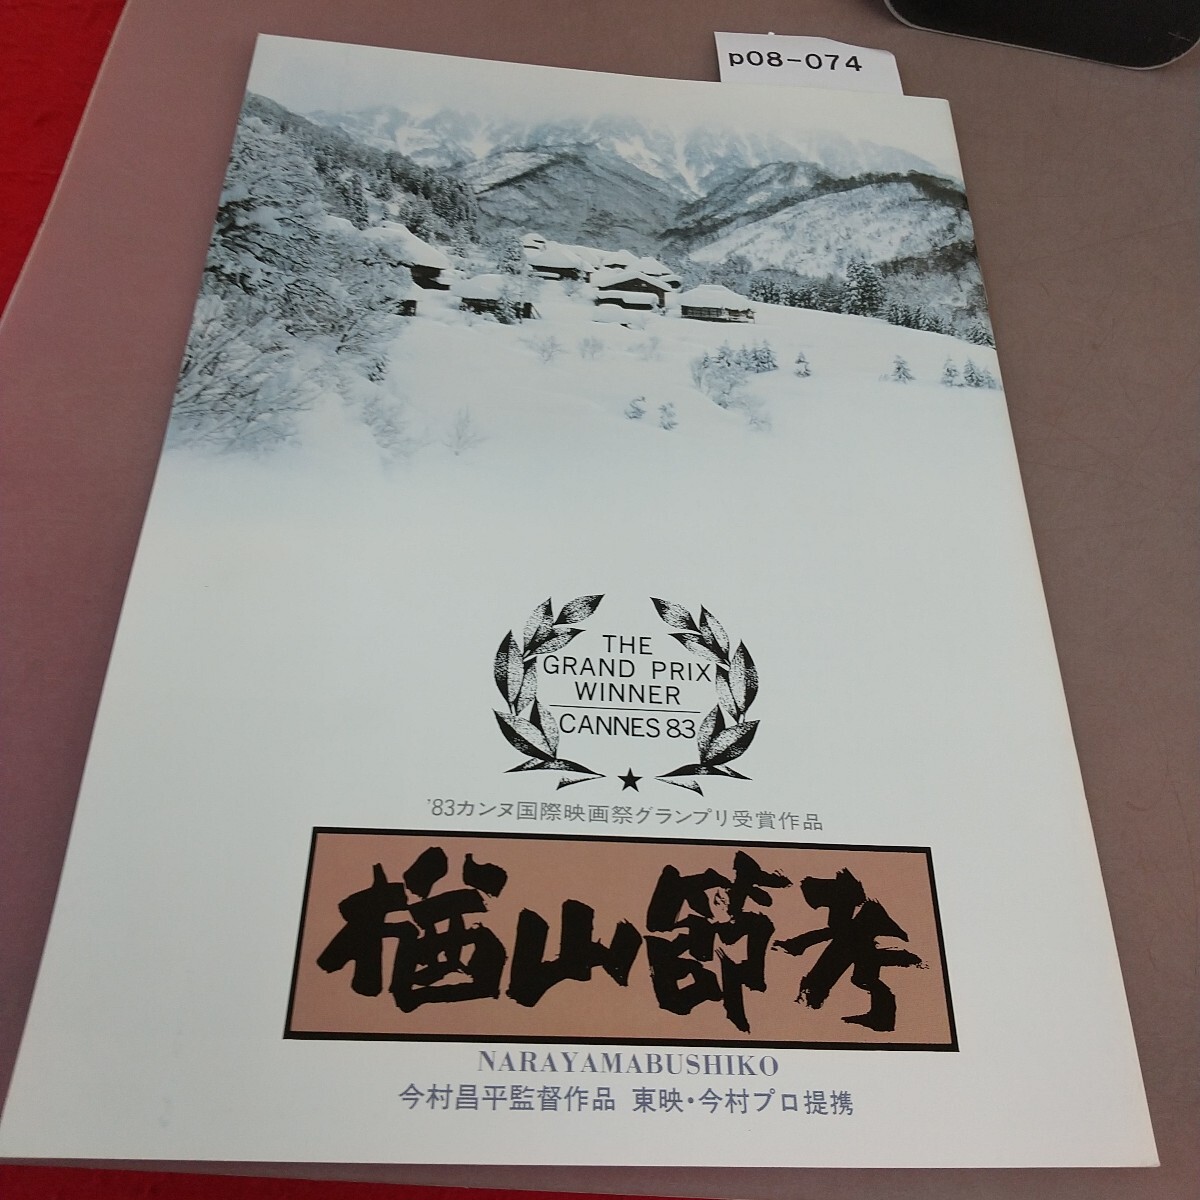 p08-074
THE
GRAND PRIX
WINNER
CANNES 83
'83カンヌ国際映画祭グランプリ受賞作品
楢山節考
NARAYAMABUSHIKO
今村昌平監督作品 東映・今村プロ提携